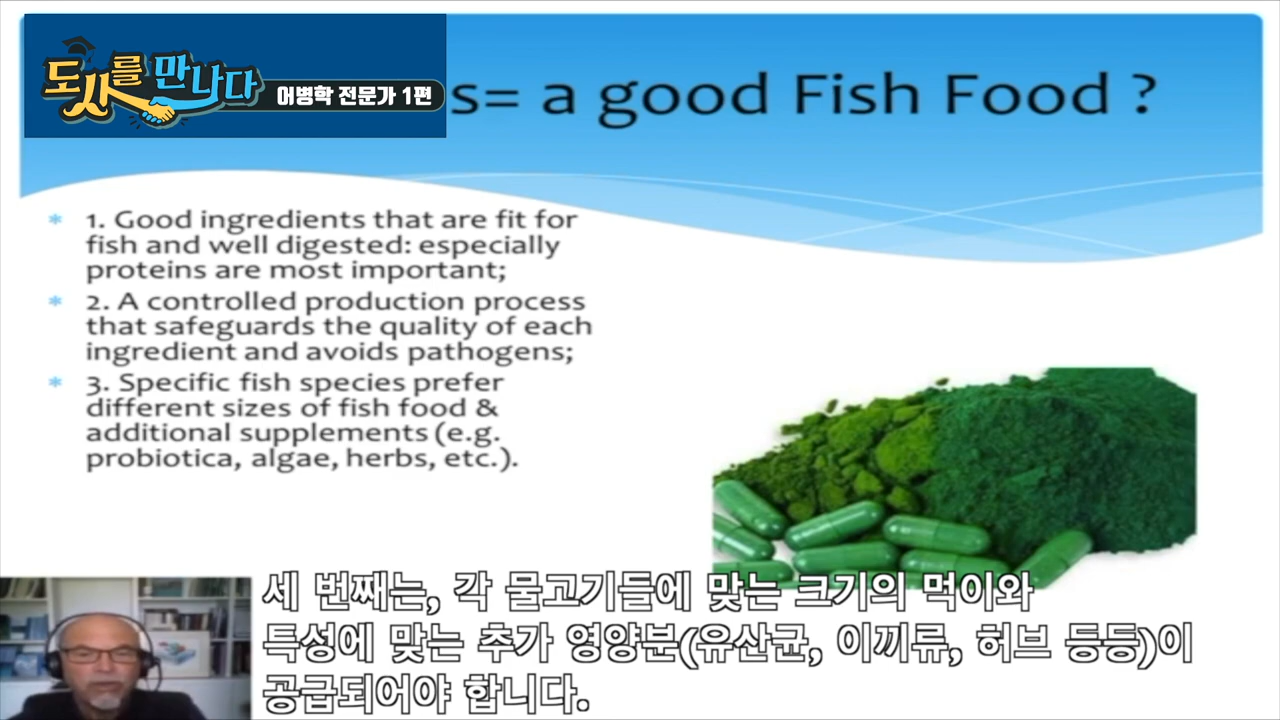 도사를 만나다
어병학 전문가 1편
s= a good Fish Food ?
* 1. Good ingredients that are fit for
fish and well digested: especially
proteins are most important;
* 2. A controlled production process
that safeguards the quality of each
ingredient and avoids pathogens;
* 3. Specific fish species prefer
different sizes of fish food &
additional supplements (e.g.
probiotica, algae, herbs, etc.).
세 번째는, 각 물고기들에 맞는 크기의 먹이와
특성에 맞는 추가 영양분(유산균, 이끼류, 허브 등등)이
공급되어야 합니다.